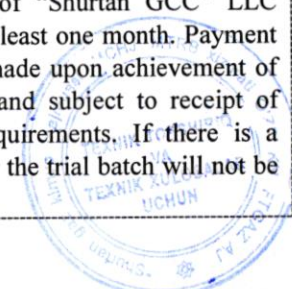 of "Shurtan GCC" LLC
least one month. Payment
made upon achievement of
and subject to receipt of
quirements. If there is a
the trial batch will not be
TEXNIK XULOSALAR
UCHUN